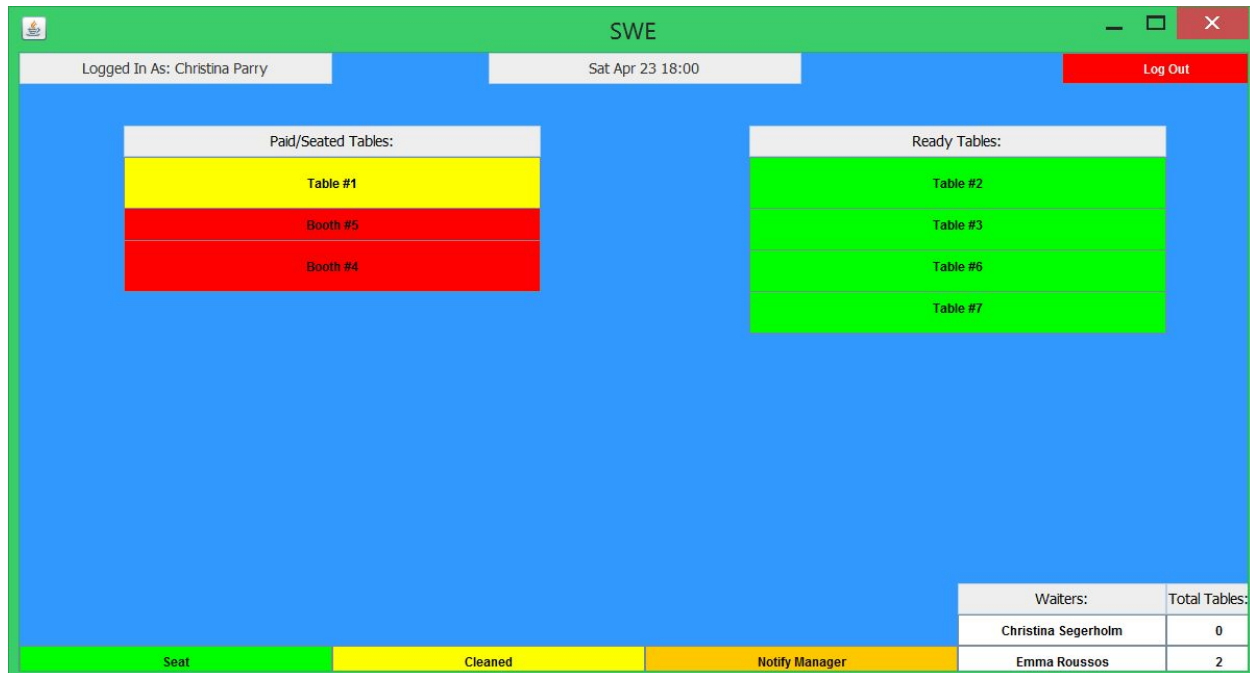 SWE
Logged In As: Christina Parry
Sat Apr 23 18:00
Log Out
Paid/Seated Tables:
Table #1
Booth #5
Booth #4
Ready Tables:
Table #2
Table #3
Table #6
Table #7
Waiters: Total Tables:
Christina Segerholm 0
Emma Roussos 2
Seat
Cleaned
Notify Manager